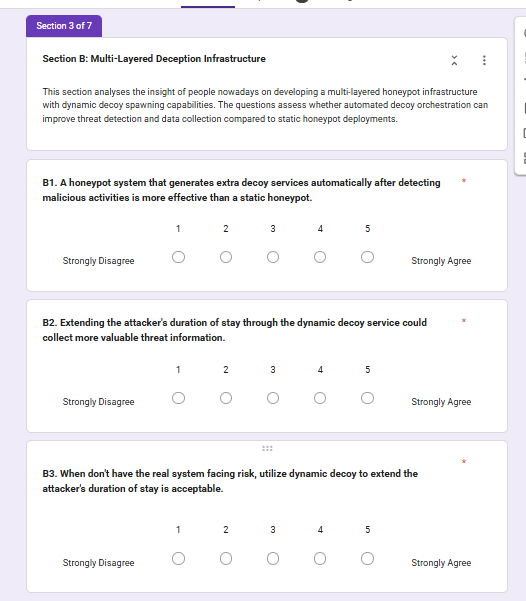 Section 3 of 7
Section B: Multi-Layered Deception Infrastructure
This section analyses the insight of people nowadays on developing a multi-layered honeypot infrastructure
with dynamic decoy spawning capabilities. The questions assess whether automated decoy orchestration can
improve threat detection and data collection compared to static honeypot deployments.
B1. A honeypot system that generates extra decoy services automatically after detecting *
malicious activities is more effective than a static honeypot.
1 2 3 4 5
Strongly Disagree Strongly Agree
B2. Extending the attacker's duration of stay through the dynamic decoy service could *
collect more valuable threat information.
1 2 3 4 5
Strongly Disagree Strongly Agree
*
B3. When don't have the real system facing risk, utilize dynamic decoy to extend the
attacker's duration of stay is acceptable.
1 2 3 4 5
Strongly Disagree Strongly Agree